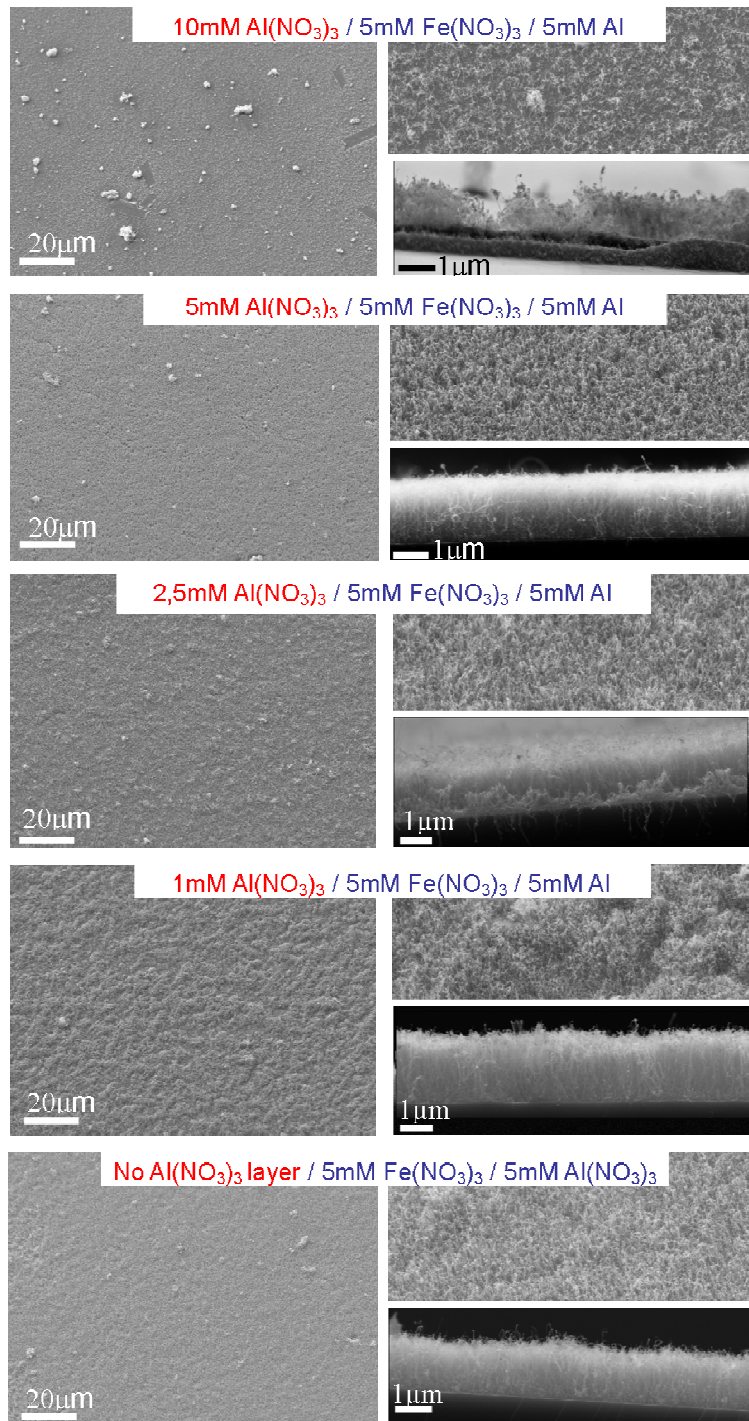 10mM Al(NO₃)₃ / 5mM Fe(NO₃)₃ / 5mM Al
20μm
1μm
5mM Al(NO₃)₃ / 5mM Fe(NO₃)₃ / 5mM Al
20μm
1μm
2,5mM Al(NO₃)₃ / 5mM Fe(NO₃)₃ / 5mM Al
20μm
1μm
1mM Al(NO₃)₃ / 5mM Fe(NO₃)₃ / 5mM Al
20μm
1μm
No Al(NO₃)₃ layer / 5mM Fe(NO₃)₃ / 5mM Al(NO₃)₃
20μm
1μm